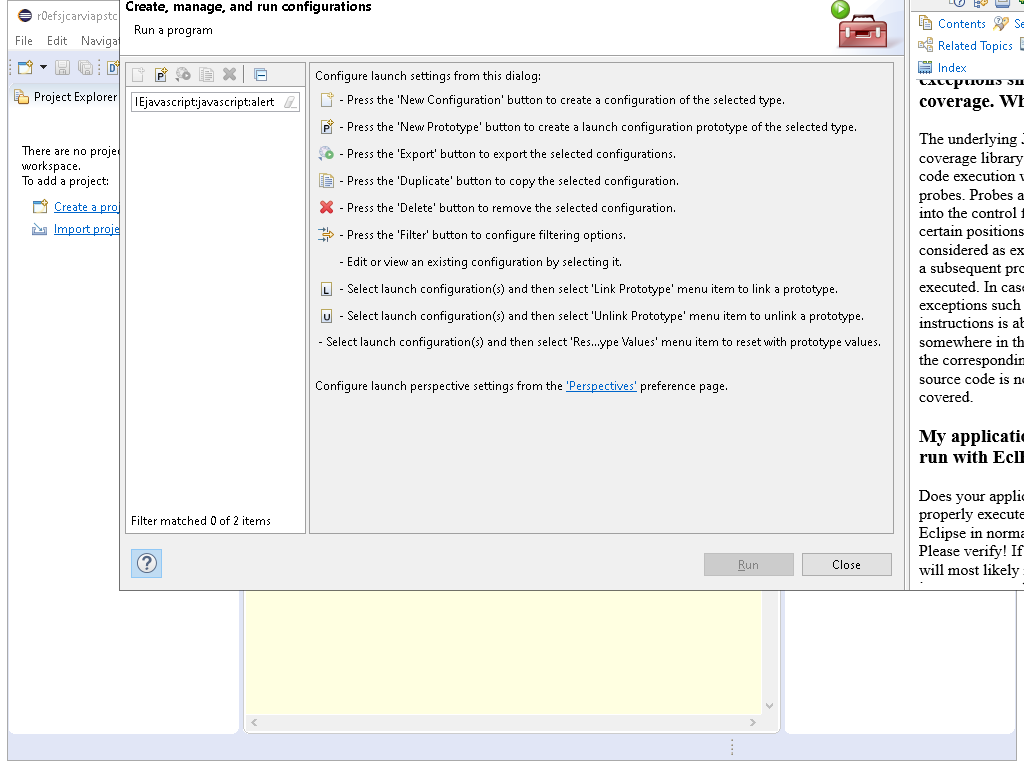 r0efsjcarviapstc
File Edit Naviga
Project Explorer
There are no proje
workspace.
To add a project:
Create a proj
Import proje
Create, manage, and run configurations
Run a program
IEjavascript:javascript:alert
Filter matched 0 of 2 items
Configure launch settings from this dialog:
- Press the 'New Configuration' button to create a configuration of the selected type.
- Press the 'New Prototype' button to create a launch configuration prototype of the selected type.
- Press the 'Export' button to export the selected configurations.
- Press the 'Duplicate' button to copy the selected configuration.
- Press the 'Delete' button to remove the selected configuration.
- Press the 'Filter' button to configure filtering options.
- Edit or view an existing configuration by selecting it.
- Select launch configuration(s) and then select 'Link Prototype' menu item to link a prototype.
- Select launch configuration(s) and then select 'Unlink Prototype' menu item to unlink a prototype.
- Select launch configuration(s) and then select 'Res...ype Values' menu item to reset with prototype values.
Configure launch perspective settings from the 'Perspectives' preference page.
Run
Close
Contents Se
Related Topics
Index
coverage. Wh
The underlying J
coverage library
code execution w
probes. Probes a
into the control f
certain positions
considered as ex
a subsequent pro
executed. In case
exceptions such
instructions is ab
somewhere in th
the correspondin
source code is no
covered.
My applicatio
run with Ecl
Does your applic
properly execute
Eclipse in norma
Please verify! If
will most likely